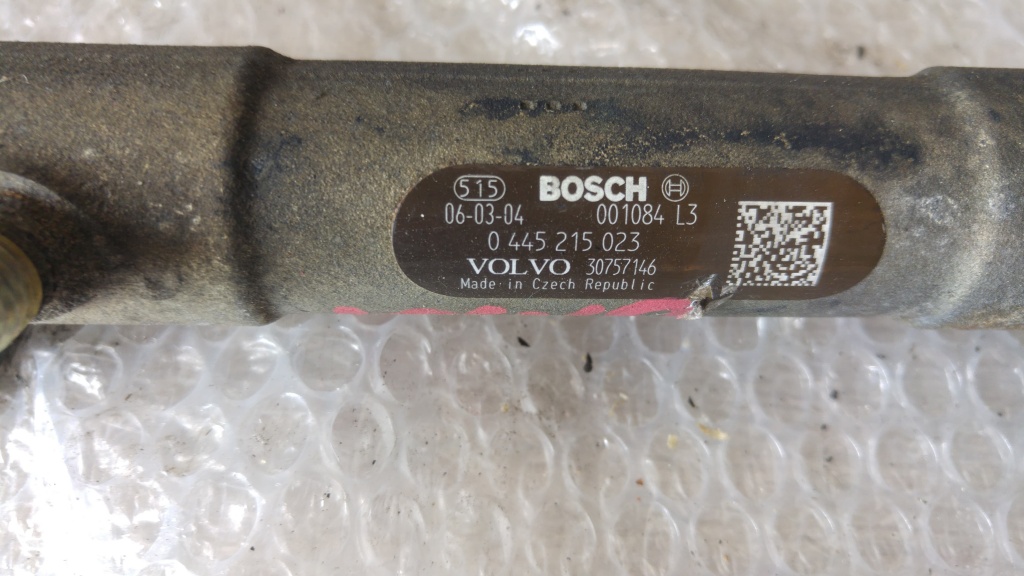 515 BOSCH
06-03-04 001084 L3
0 445 215 023
VOLVO 30757146
Made in Czech Republic